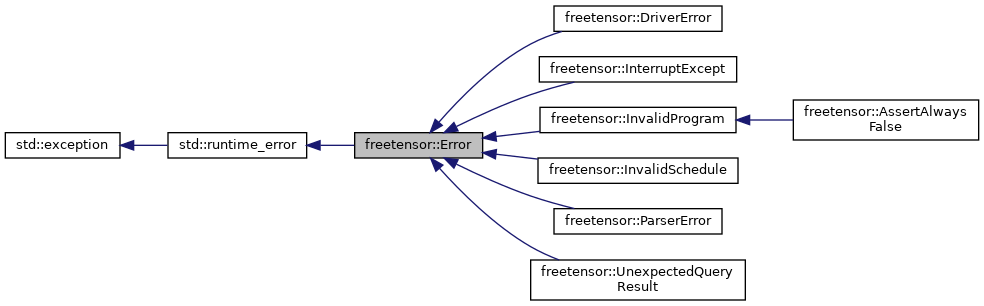 freetensor::DriverError
freetensor::InterruptExcept
freetensor::InvalidProgram
freetensor::AssertAlways
False
std::exception
std::runtime_error
freetensor::Error
freetensor::InvalidSchedule
freetensor::ParserError
freetensor::UnexpectedQuery
Result